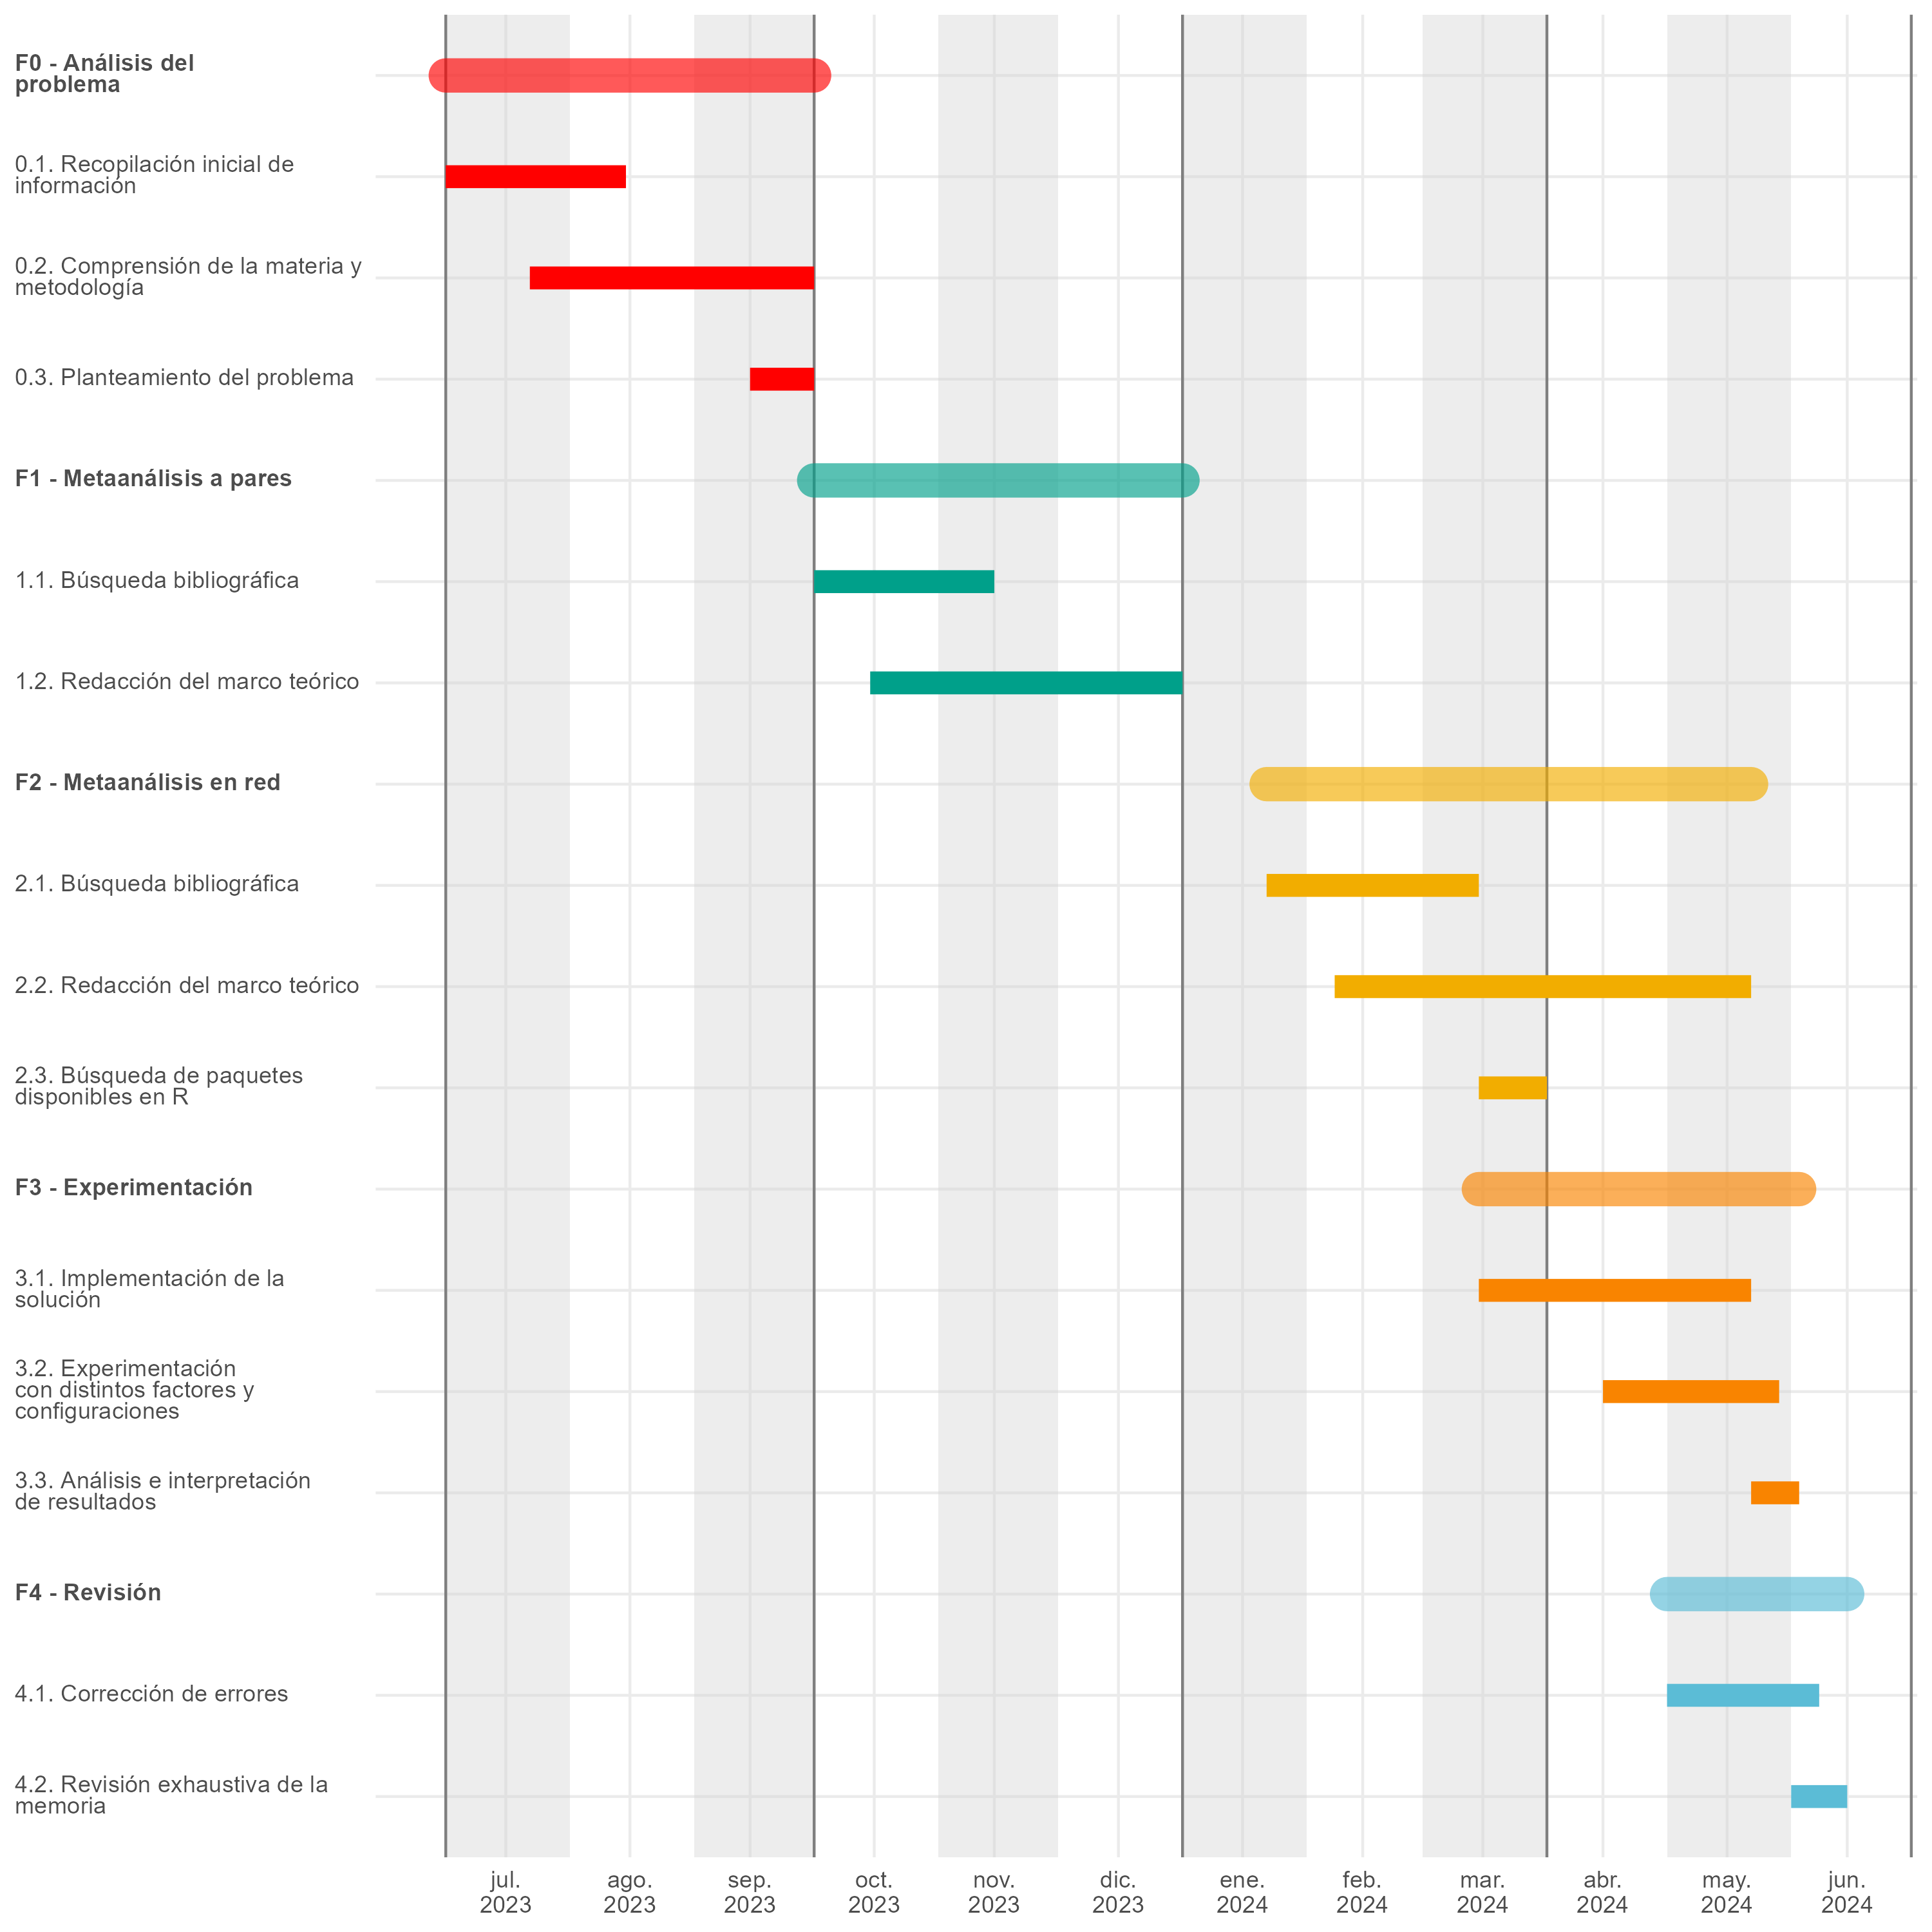 F0 - Análisis del
problema
0.1. Recopilación inicial de
información
0.2. Comprensión de la materia y
metodología
0.3. Planteamiento del problema
F1 - Metaanálisis a pares
1.1. Búsqueda bibliográfica
1.2. Redacción del marco teórico
F2 - Metaanálisis en red
2.1. Búsqueda bibliográfica
2.2. Redacción del marco teórico
2.3. Búsqueda de paquetes
disponibles en R
F3 - Experimentación
3.1. Implementación de la
solución
3.2. Experimentación
con distintos factores y
configuraciones
3.3. Análisis e interpretación
de resultados
F4 - Revisión
4.1. Corrección de errores
4.2. Revisión exhaustiva de la
memoria
jul. ago. sep. oct. nov. dic. ene. feb. mar. abr. may. jun.
2023 2023 2023 2023 2023 2023 2024 2024 2024 2024 2024 2024